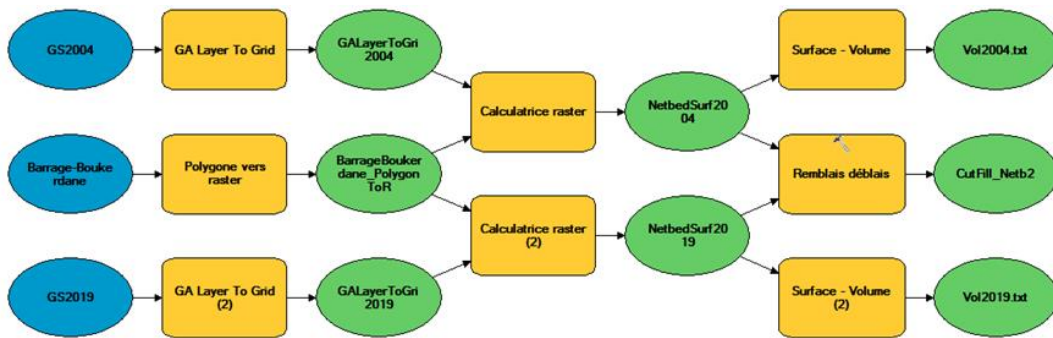 GS2004
GA Layer To Grid
GALayerToGri
2004
Calculatrice raster
NetbedSurf20
04
Surface - Volume
Vol2004.txt
Barrage-Bouke
rdane
Polygone vers
raster
BarrageBouker
dane_Polygon
ToR
Remblais déblais
CutFill_Netb2
Calculatrice raster
(2)
NetbedSurf20
19
GS2019
GA Layer To Grid
(2)
GALayerToGri
2019
Surface - Volume
(2)
Vol2019.txt